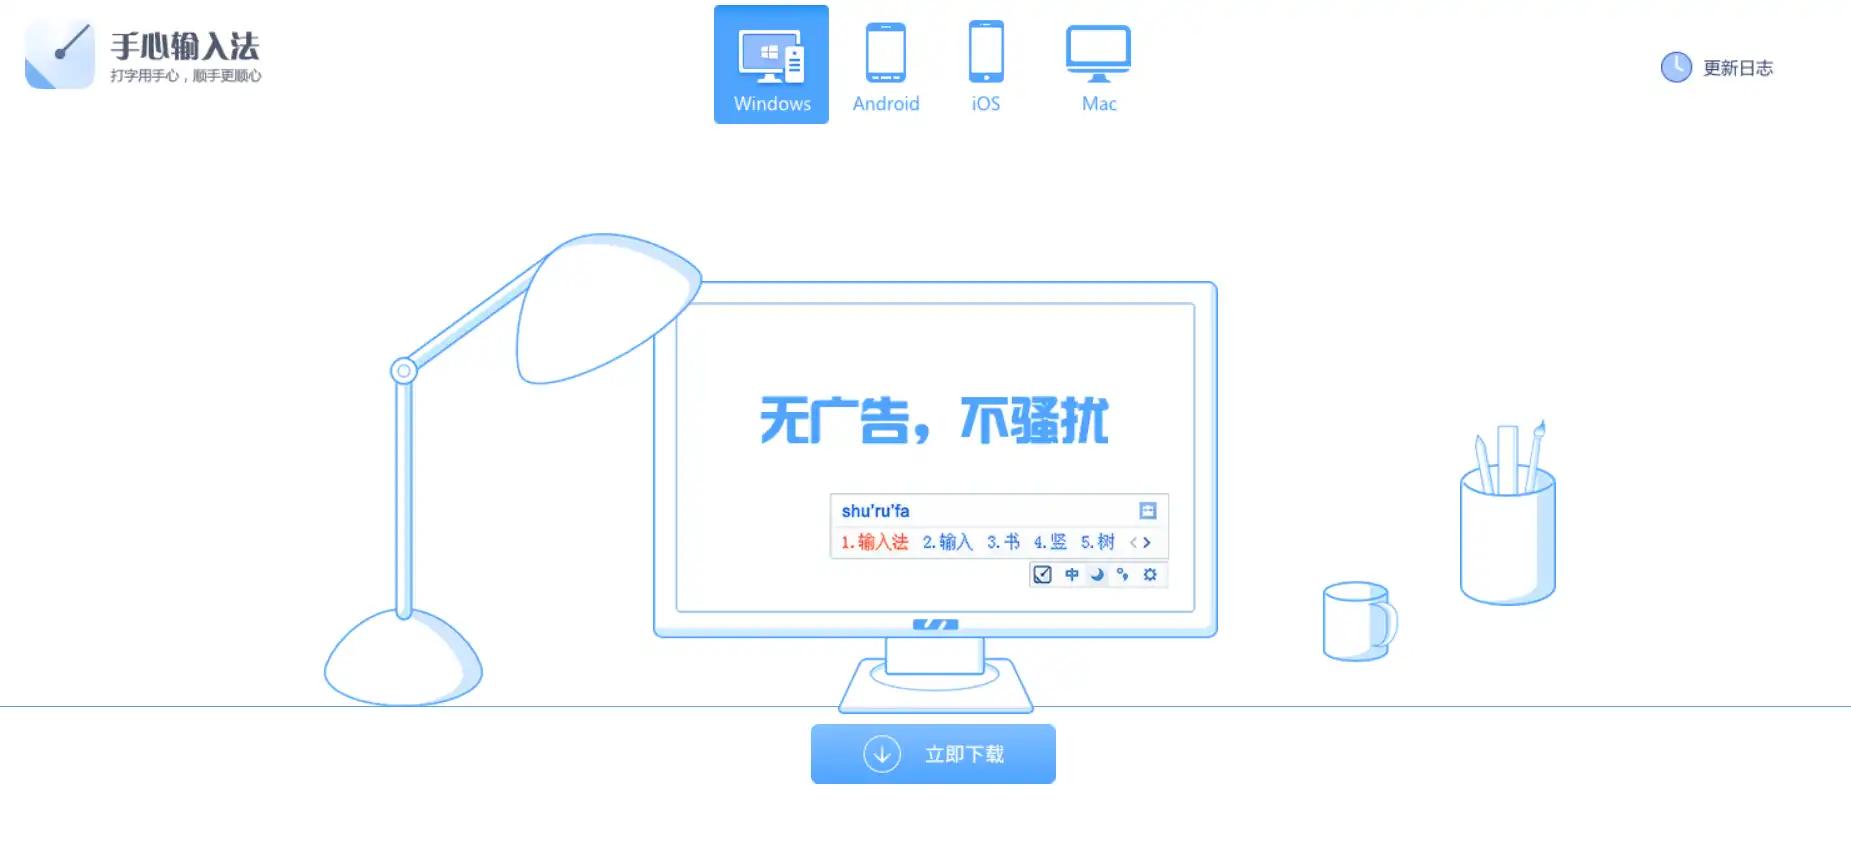 手心输入法
打字用手心，顺手更顺心
Windows
Android
iOS
Mac
更新日志
无广告，不骚扰
shu'ru'fa
1.输入法 2.输入 3.书 4.竖 5.树
中
立即下载